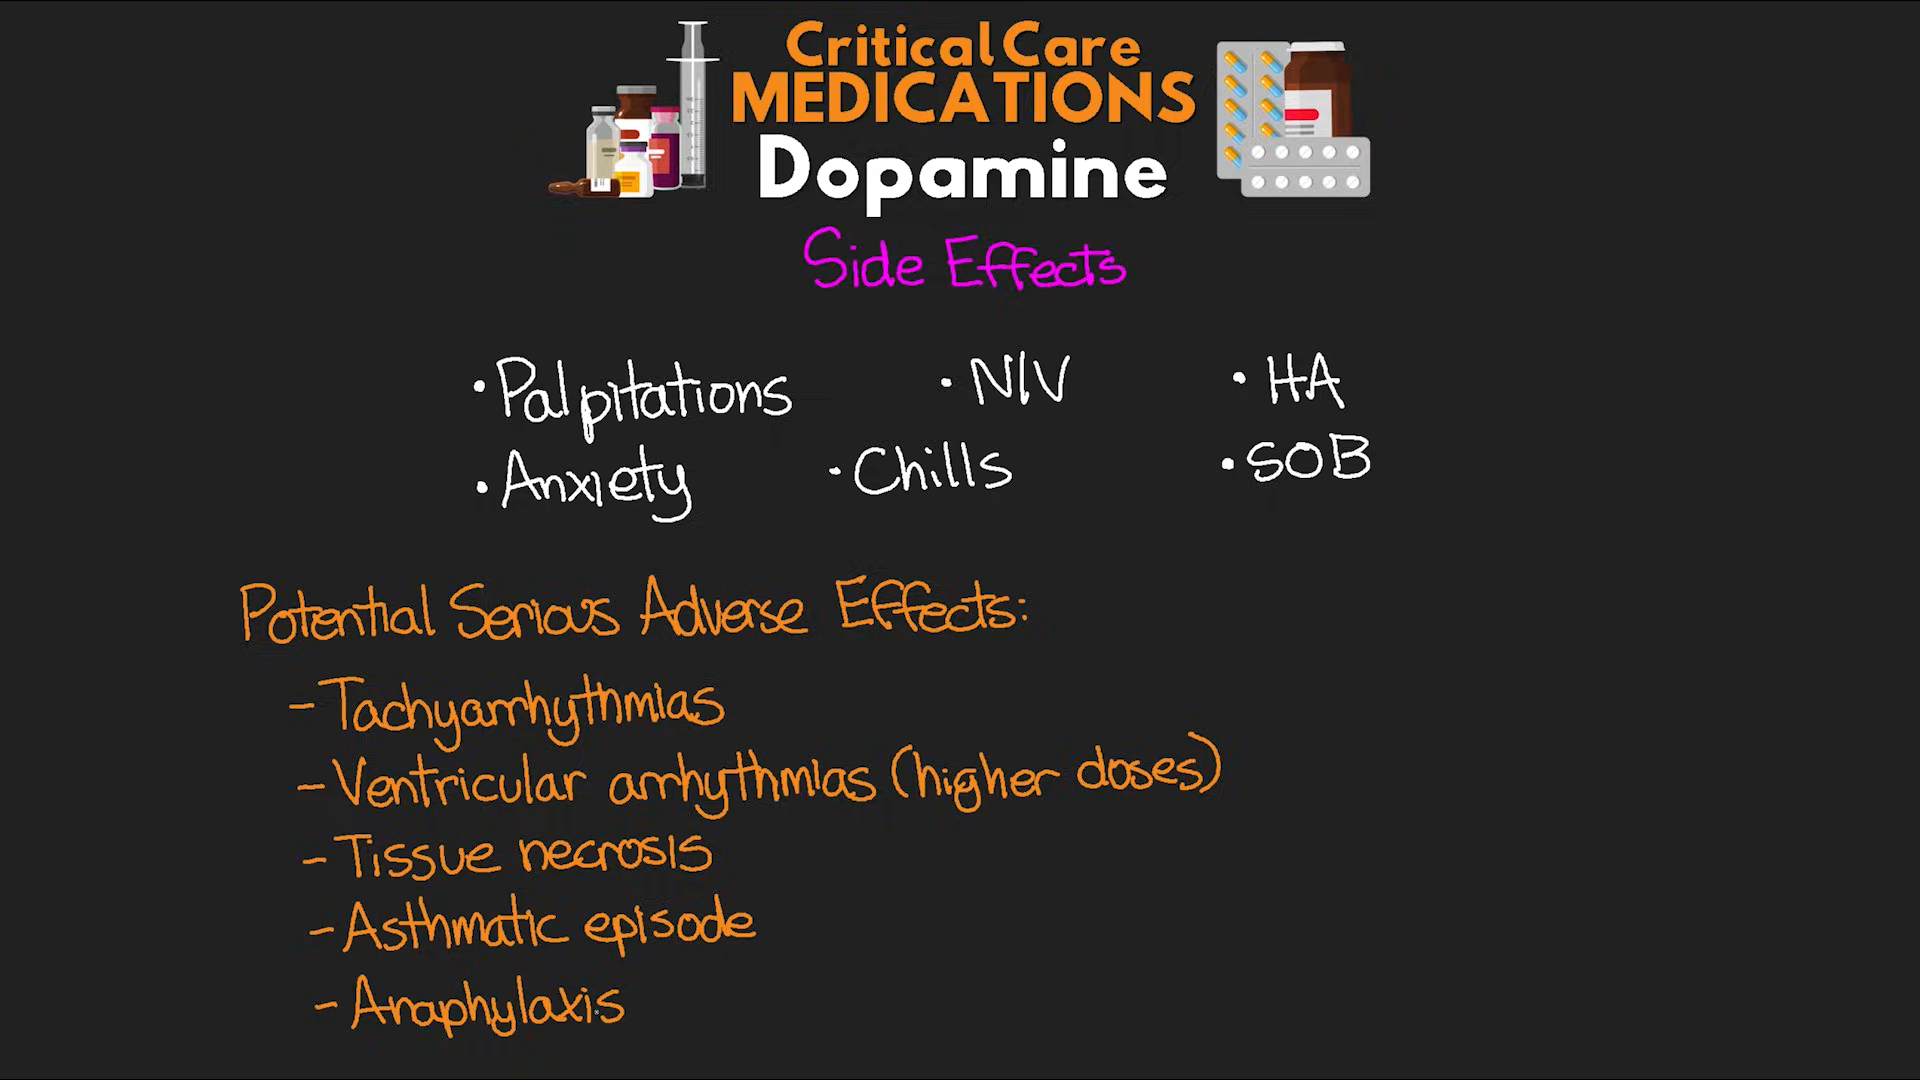 Critical Care
MEDICATIONS
Dopamine
Side Effects
• Palpitations • N/V • HA
• Anxiety • Chills • SOB
Potential Serious Adverse Effects:
- Tachyarrhythmias
- Ventricular arrhythmias (higher doses)
- Tissue necrosis
- Asthmatic episode
- Anaphylaxis